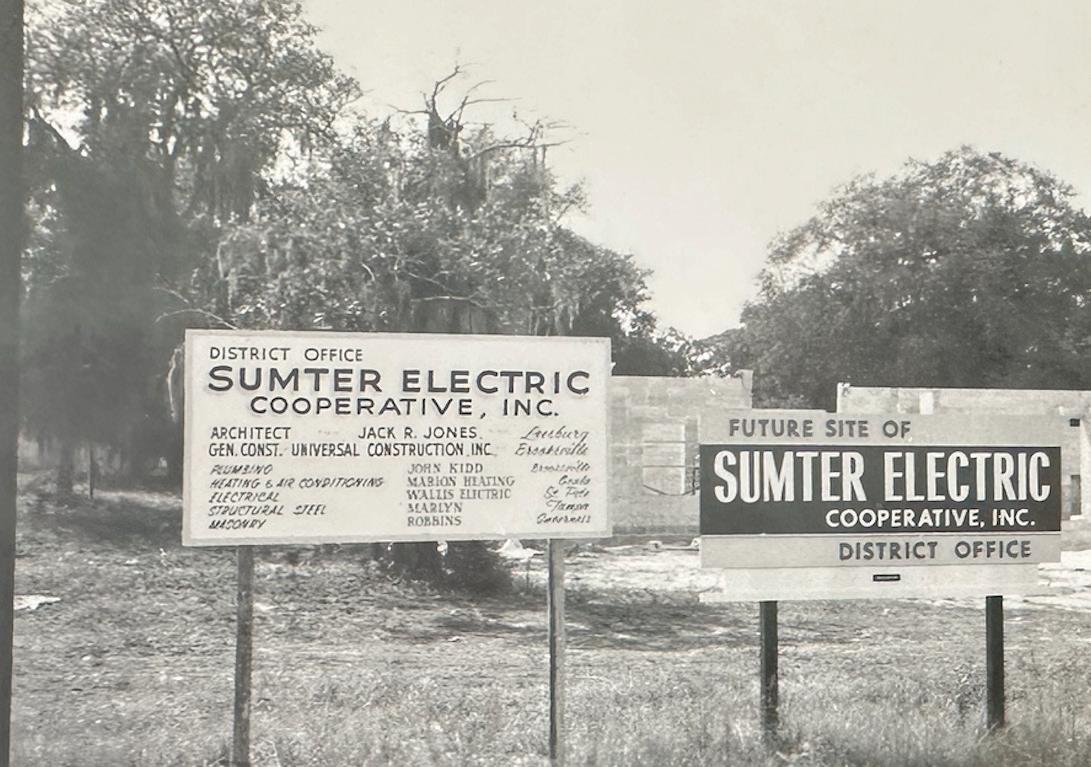 DISTRICT OFFICE
SUMTER ELECTRIC
COOPERATIVE, INC.
ARCHITECT JACK R. JONES Leesburg
GEN. CONST. UNIVERSAL CONSTRUCTION, INC. Brooksville
PLUMBING JOHN KIDD Brooksville
HEATING & AIR CONDITIONING MARION HEATING Ocala
ELECTRICAL WALLIS ELECTRIC St Pete
STRUCTURAL STEEL MARLYN Tampa
MASONRY ROBBINS Inverness
FUTURE SITE OF
SUMTER ELECTRIC
COOPERATIVE, INC.
DISTRICT OFFICE